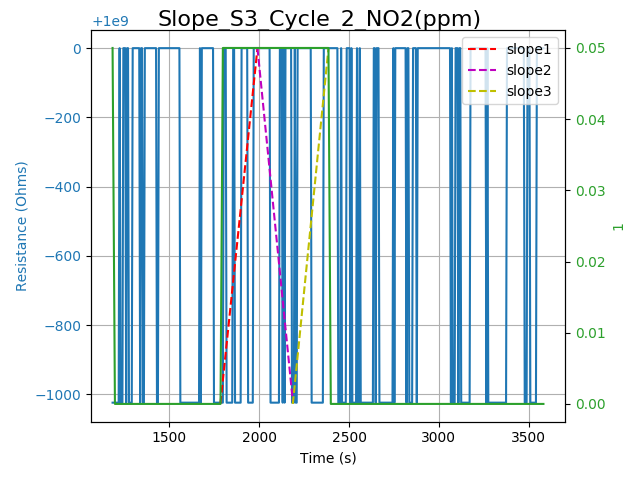 Slope_S3_Cycle_2_NO2(ppm)
+1e9
0
−200
−400
−600
−800
−1000
Resistance (Ohms)
slope1
slope2
slope3
0.05
0.04
0.03
0.02
0.01
0.00
1
1500 2000 2500 3000 3500
Time (s)